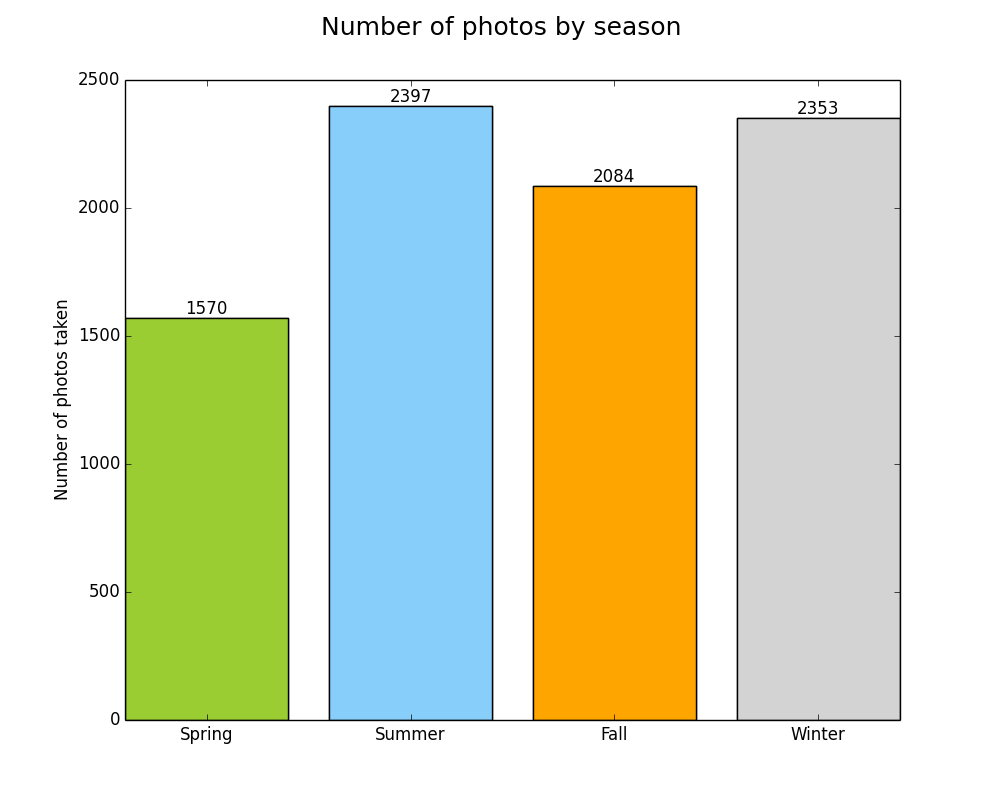 Number of photos by season
Number of photos taken
2500
2000
1500
1000
500
0
1570
2397
2084
2353
Spring
Summer
Fall
Winter